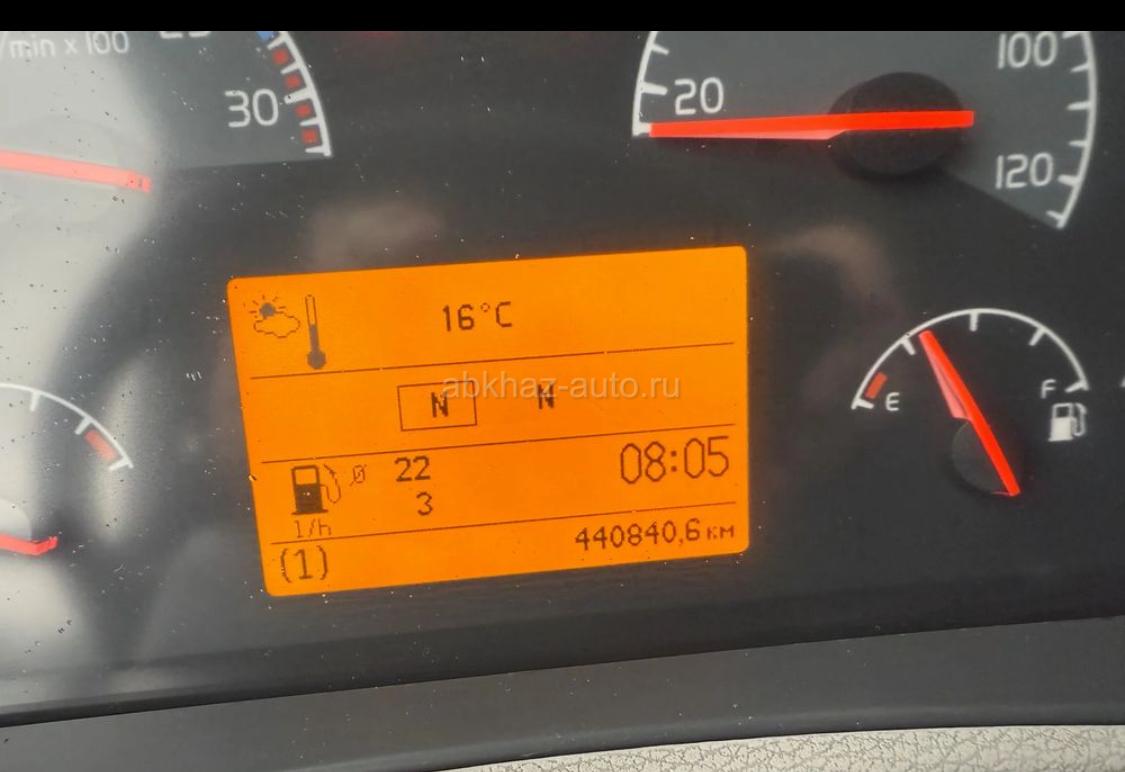 /min x 100
30
20
100
120
16°C
abkhaz-auto.ru
N N
E
F
22
08:05
3
l/h
440840,6 км
(1)